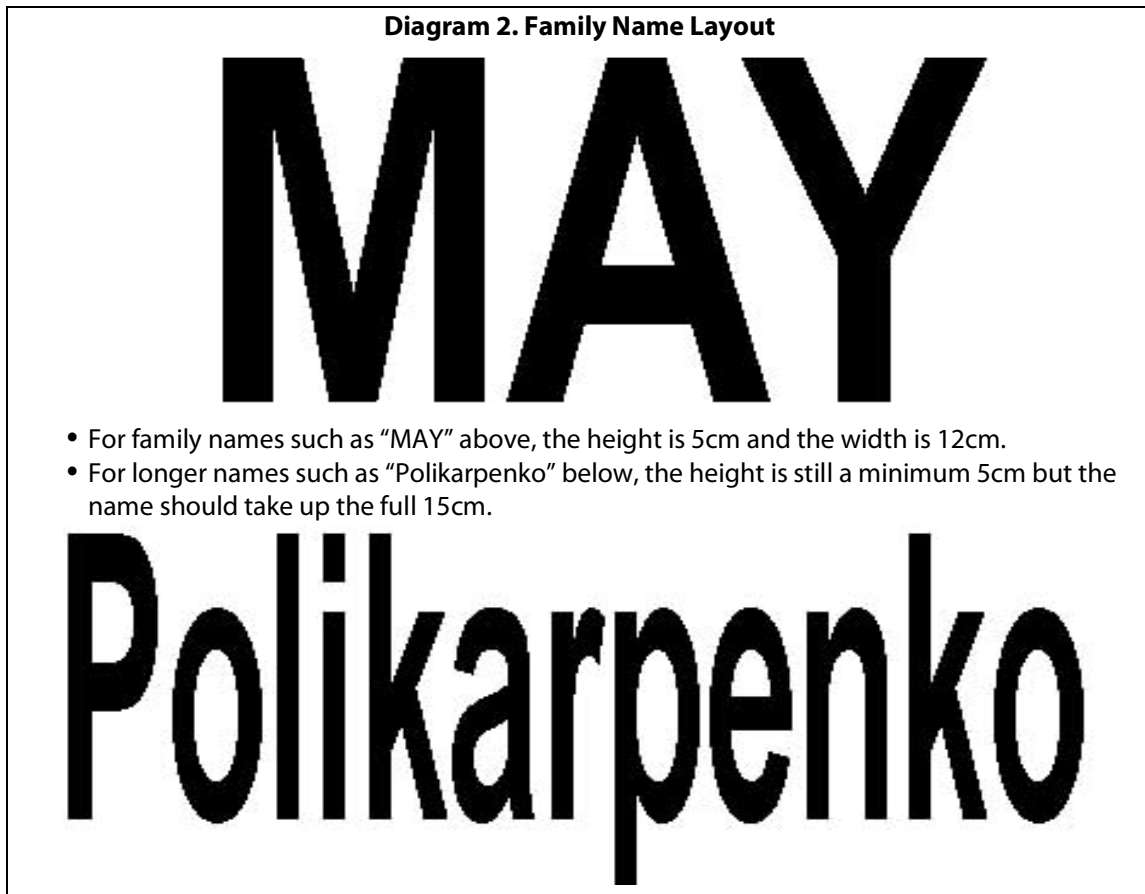 Diagram 2. Family Name Layout
MAY
• For family names such as “MAY” above, the height is 5cm and the width is 12cm.
• For longer names such as “Polikarpenko” below, the height is still a minimum 5cm but the
name should take up the full 15cm.
Polikarpenko